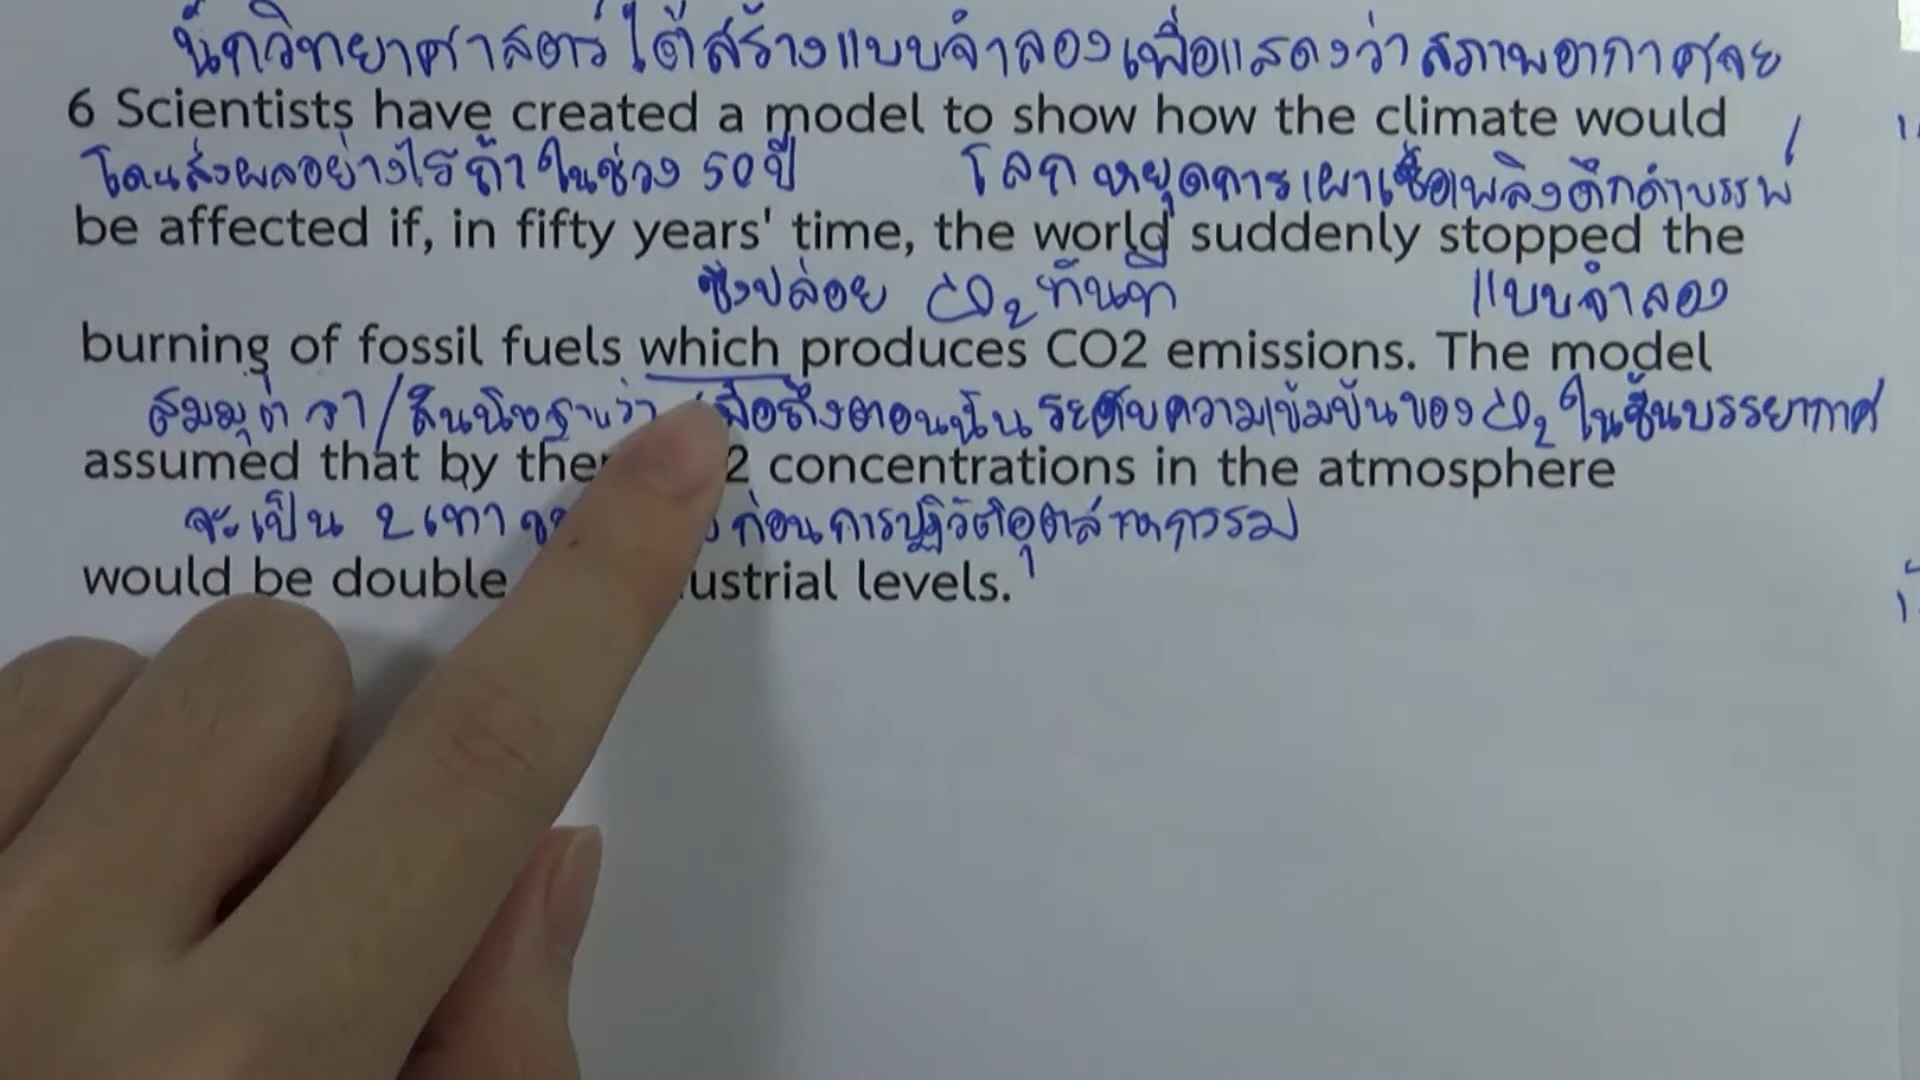 นักวิทยาศาสตร์ได้สร้างแบบจำลองเพื่อแสดงว่าสภาพอากาศจะ
6 Scientists have created a model to show how the climate would
โดนส่งผลอย่างไรถ้าในช่วง 50 ปี โลกหยุดการเผาเชื้อเพลิงดึกดำบรรพ์
be affected if, in fifty years' time, the world suddenly stopped the
ซึ่งปล่อย CO2 ทันที แบบจำลอง
burning of fossil fuels which produces CO2 emissions. The model
สมมุติว่า/สันนิษฐานว่า เมื่อถึงตอนนั้น ระดับความเข้มข้นของ CO2 ในชั้นบรรยากาศ
assumed that by the 2 concentrations in the atmosphere
จะเป็น 2 เท่า ก่อนการปฏิวัติอุตสาหกรรม
would be double ustrial levels.